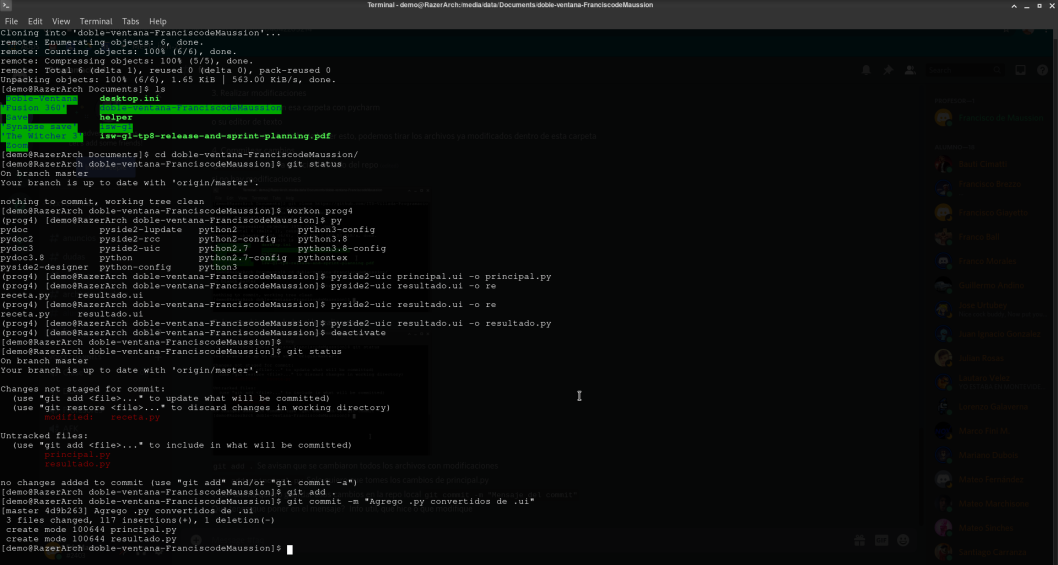 Terminal - demo@RazerArch:/media/data/Documents/doble-ventana-FranciscodeMaussion
File Edit View Terminal Tabs Help
Cloning into 'doble-ventana-FranciscodeMaussion'...
remote: Enumerating objects: 6, done.
remote: Counting objects: 100% (6/6), done.
remote: Compressing objects: 100% (5/5), done.
remote: Total 6 (delta 1), reused 0 (delta 0), pack-reused 0
Unpacking objects: 100% (6/6), 1.65 KiB | 563.00 KiB/s, done.
[demo@RazerArch Documents]$ ls
Doble-Ventana desktop.ini
'Fusion 360' doble-ventana-FranciscodeMaussion
Save helper
'Synapse save' isw-gl
'The Witcher 3' isw-gl-tp8-release-and-sprint-planning.pdf
Zoom
[demo@RazerArch Documents]$ cd doble-ventana-FranciscodeMaussion/
[demo@RazerArch doble-ventana-FranciscodeMaussion]$ git status
On branch master
Your branch is up to date with 'origin/master'.
nothing to commit, working tree clean
[demo@RazerArch doble-ventana-FranciscodeMaussion]$ workon prog4
(prog4) [demo@RazerArch doble-ventana-FranciscodeMaussion]$ py
pydoc pyside2-lupdate python2 python3-config
pydoc2 pyside2-rcc python2-config python3.8
pydoc3 pyside2-uic python2.7 python3.8-config
pydoc3.8 python python2.7-config pythontex
pyside2-designer python-config python3
(prog4) [demo@RazerArch doble-ventana-FranciscodeMaussion]$ pyside2-uic principal.ui -o principal.py
(prog4) [demo@RazerArch doble-ventana-FranciscodeMaussion]$ pyside2-uic resultado.ui -o re
receta.py resultado.ui
(prog4) [demo@RazerArch doble-ventana-FranciscodeMaussion]$ pyside2-uic resultado.ui -o re
receta.py resultado.ui
(prog4) [demo@RazerArch doble-ventana-FranciscodeMaussion]$ pyside2-uic resultado.ui -o resultado.py
(prog4) [demo@RazerArch doble-ventana-FranciscodeMaussion]$ deactivate
[demo@RazerArch doble-ventana-FranciscodeMaussion]$
[demo@RazerArch doble-ventana-FranciscodeMaussion]$ git status
On branch master
Your branch is up to date with 'origin/master'.
Changes not staged for commit:
(use "git add <file>..." to update what will be committed)
(use "git restore <file>..." to discard changes in working directory)
modified: receta.py
Untracked files:
(use "git add <file>..." to include in what will be committed)
principal.py
resultado.py
no changes added to commit (use "git add" and/or "git commit -a")
[demo@RazerArch doble-ventana-FranciscodeMaussion]$ git add .
[demo@RazerArch doble-ventana-FranciscodeMaussion]$ git commit -m "Agrego .py convertidos de .ui"
[master 4d9b263] Agrego .py convertidos de .ui
3 files changed, 117 insertions(+), 1 deletion(-)
create mode 100644 principal.py
create mode 100644 resultado.py
[demo@RazerArch doble-ventana-FranciscodeMaussion]$